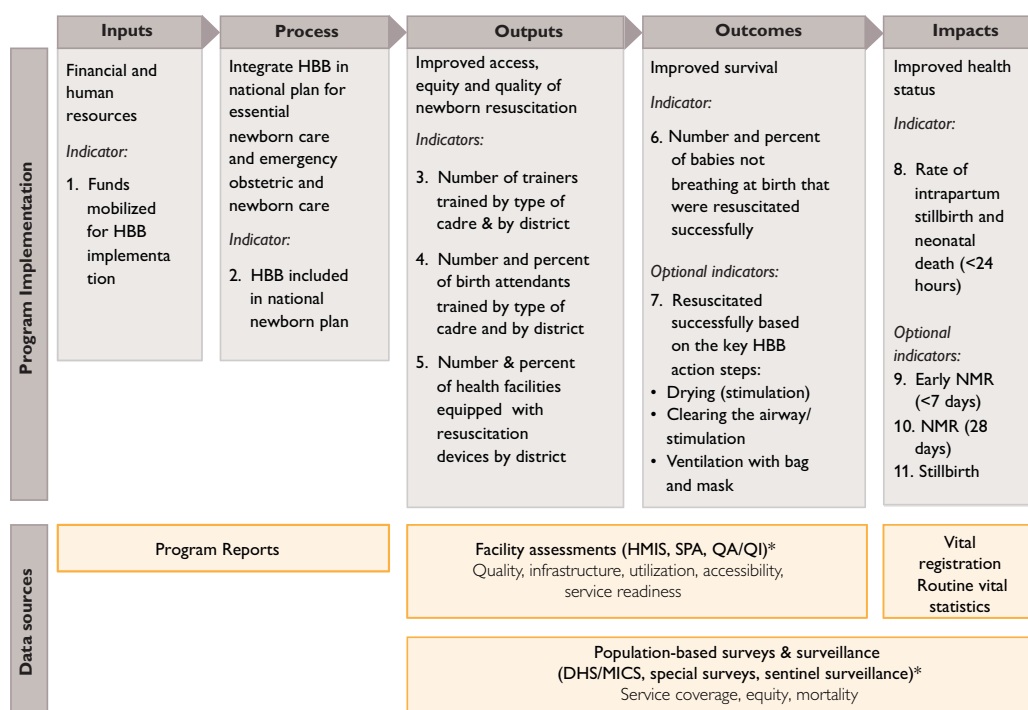 Inputs
Process
Outputs
Outcomes
Impacts
Program Implementation
Financial and
human
resources
Indicator:
1. Funds
mobilized
for HBB
implementa
tion
Integrate HBB in
national plan for
essential
newborn care
and emergency
obstetric and
newborn care
Indicator:
2. HBB included
in national
newborn plan
Improved access,
equity and quality of
newborn resuscitation
Indicators:
3. Number of trainers
trained by type of
cadre & by district
4. Number and percent
of birth attendants
trained by type of
cadre and by district
5. Number & percent
of health facilities
equipped with
resuscitation
devices by district
Improved survival
Indicator:
6. Number and percent
of babies not
breathing at birth that
were resuscitated
successfully
Optional indicators:
7. Resuscitated
successfully based
on the key HBB
action steps:
• Drying (stimulation)
• Clearing the airway/
stimulation
• Ventilation with bag
and mask
Improved health
status
Indicator:
8. Rate of
intrapartum
stillbirth and
neonatal
death (<24
hours)
Optional
indicators:
9. Early NMR
(<7 days)
10. NMR (28
days)
11. Stillbirth
Data sources
Program Reports
Facility assessments (HMIS, SPA, QA/QI)*
Quality, infrastructure, utilization, accessibility,
service readiness
Vital
registration
Routine vital
statistics
Population-based surveys & surveillance
(DHS/MICS, special surveys, sentinel surveillance)*
Service coverage, equity, mortality